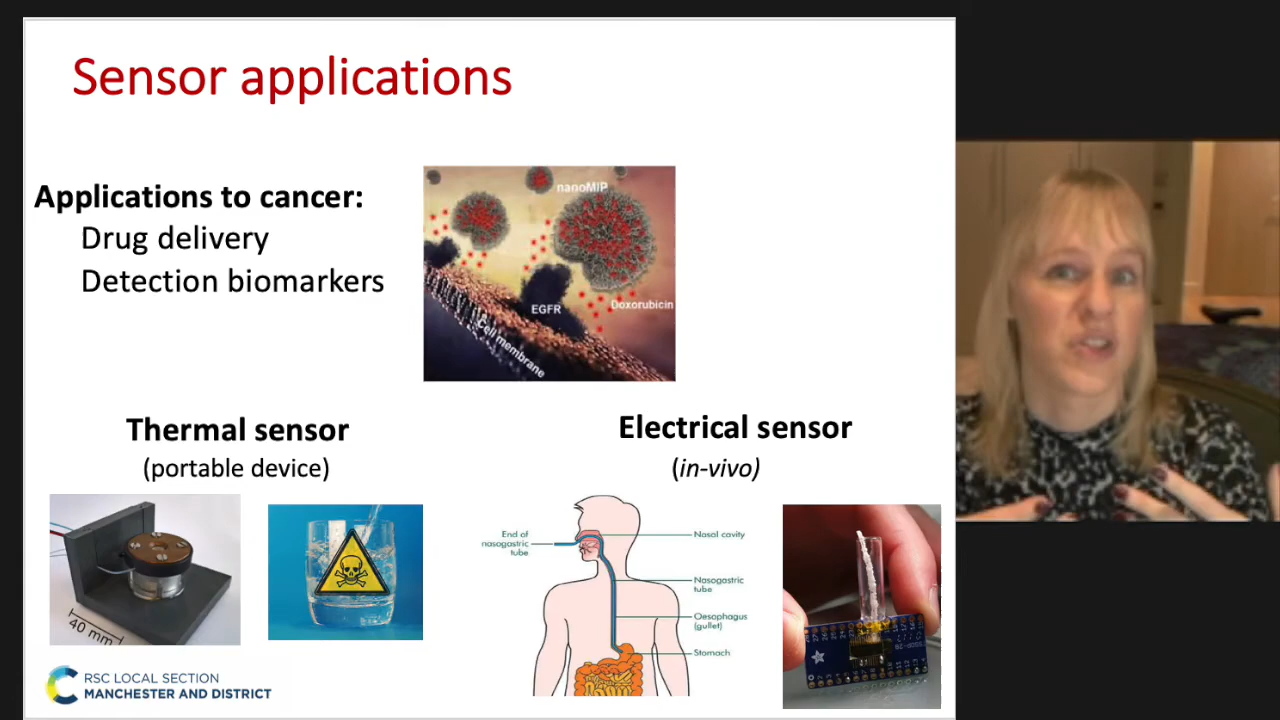 Sensor applications
Applications to cancer:
Drug delivery
Detection biomarkers
nanoMIP
EGFR
Doxorubicin
Cell membrane
Thermal sensor
(portable device)
Electrical sensor
(in-vivo)
40 mm
End of
nasogastric
tube
Nasal cavity
Nasogastric
tube
Oesophagus
(gullet)
Stomach
RSC LOCAL SECTION
MANCHESTER AND DISTRICT